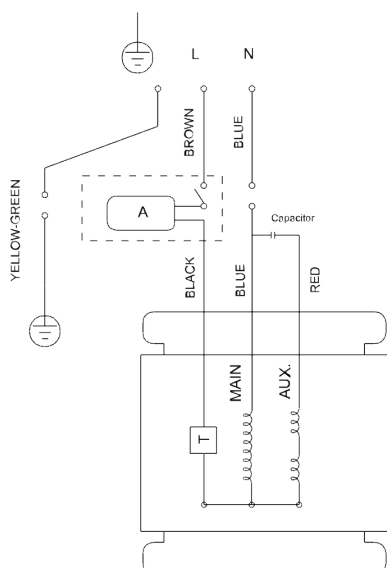 L
N
BROWN
BLUE
YELLOW-GREEN
A
Capacitor
BLACK
BLUE
RED
MAIN
AUX.
T